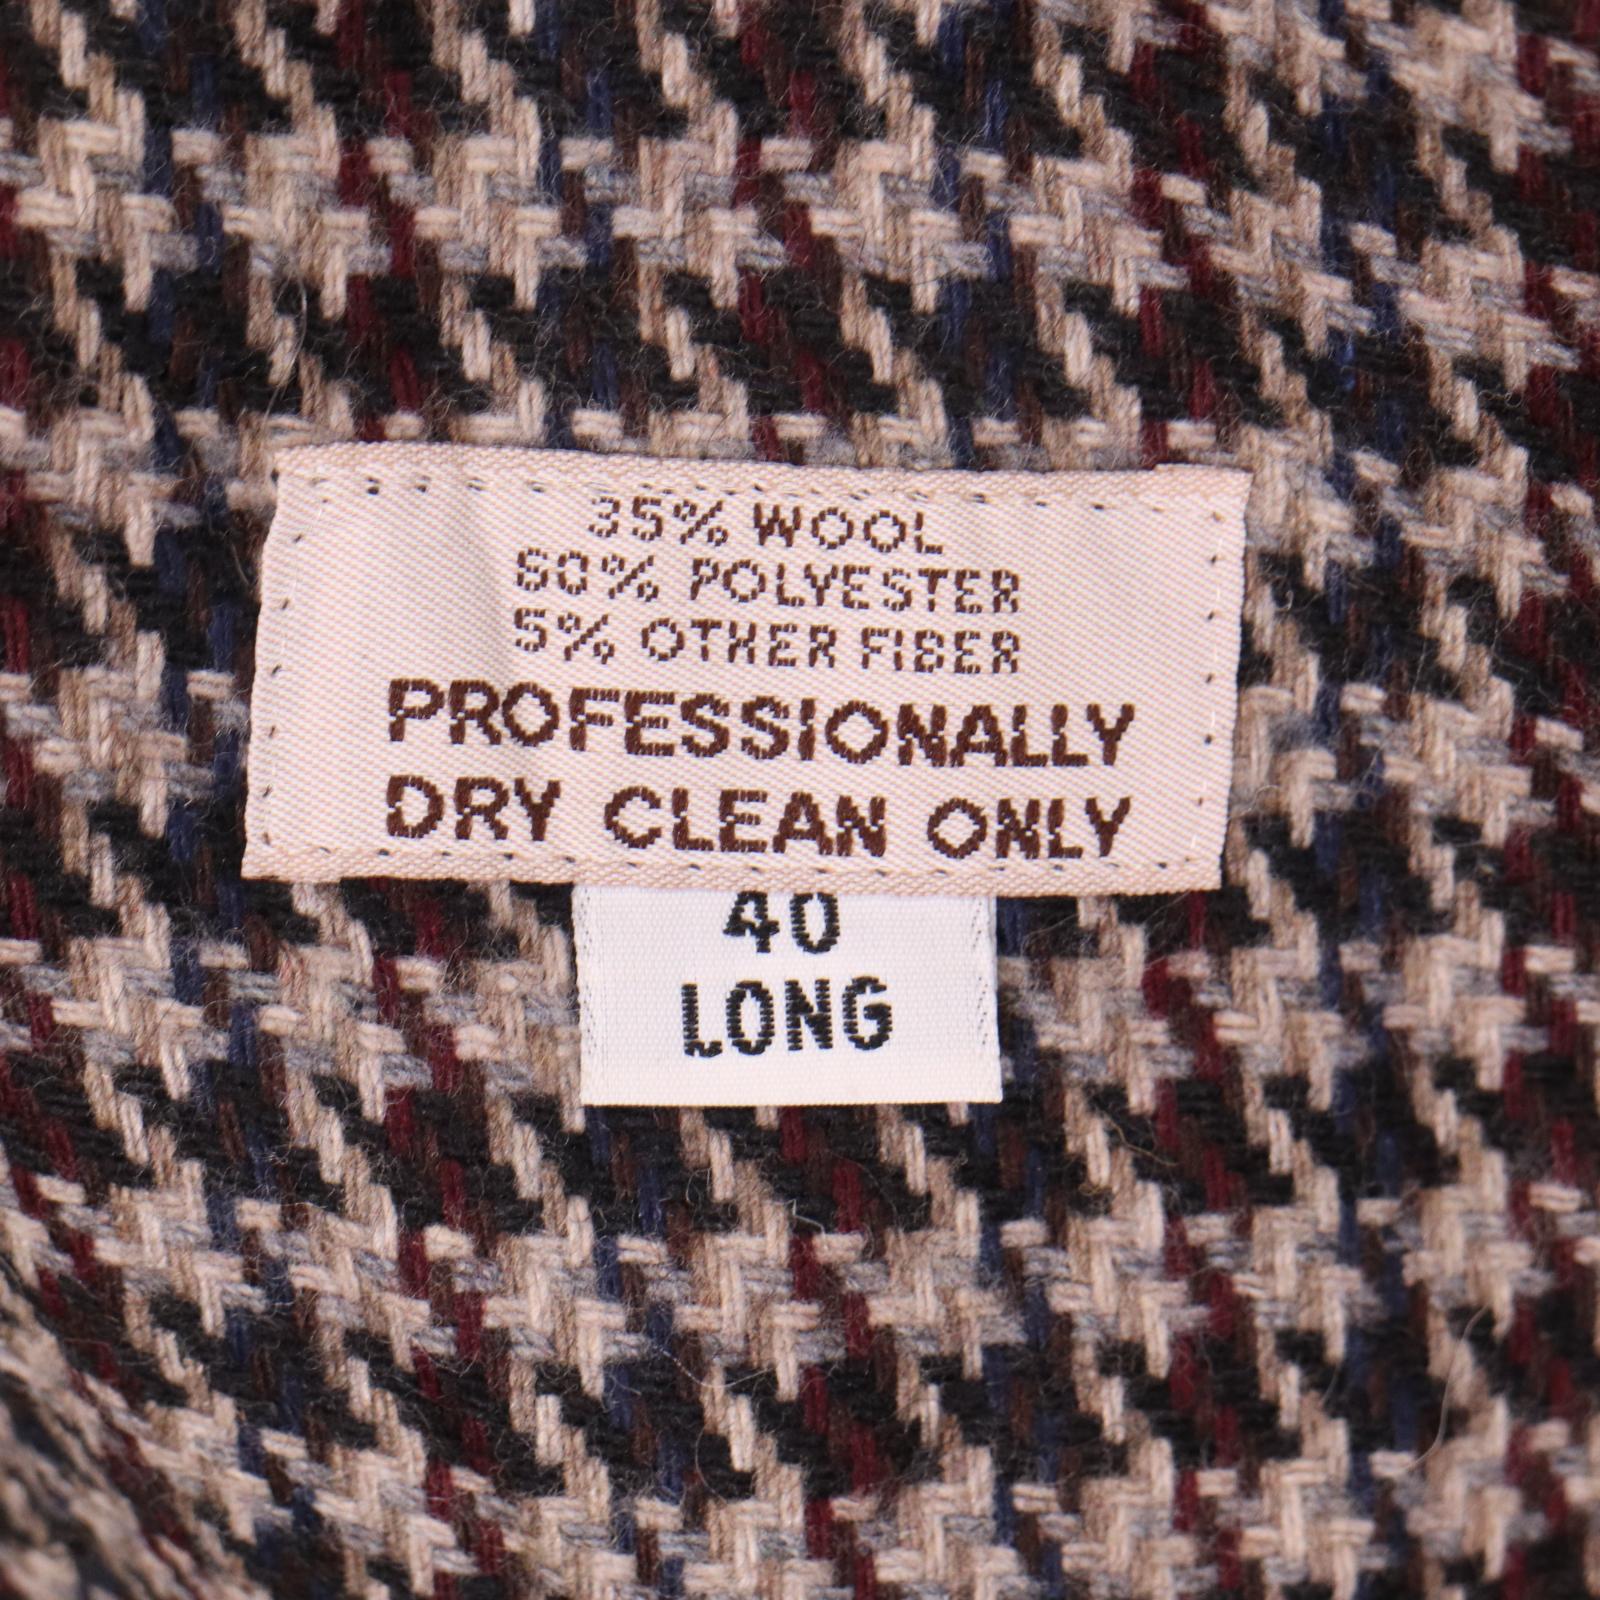 35% WOOL
60% POLYESTER
5% OTHER FIBER
PROFESSIONALLY
DRY CLEAN ONLY
40
LONG